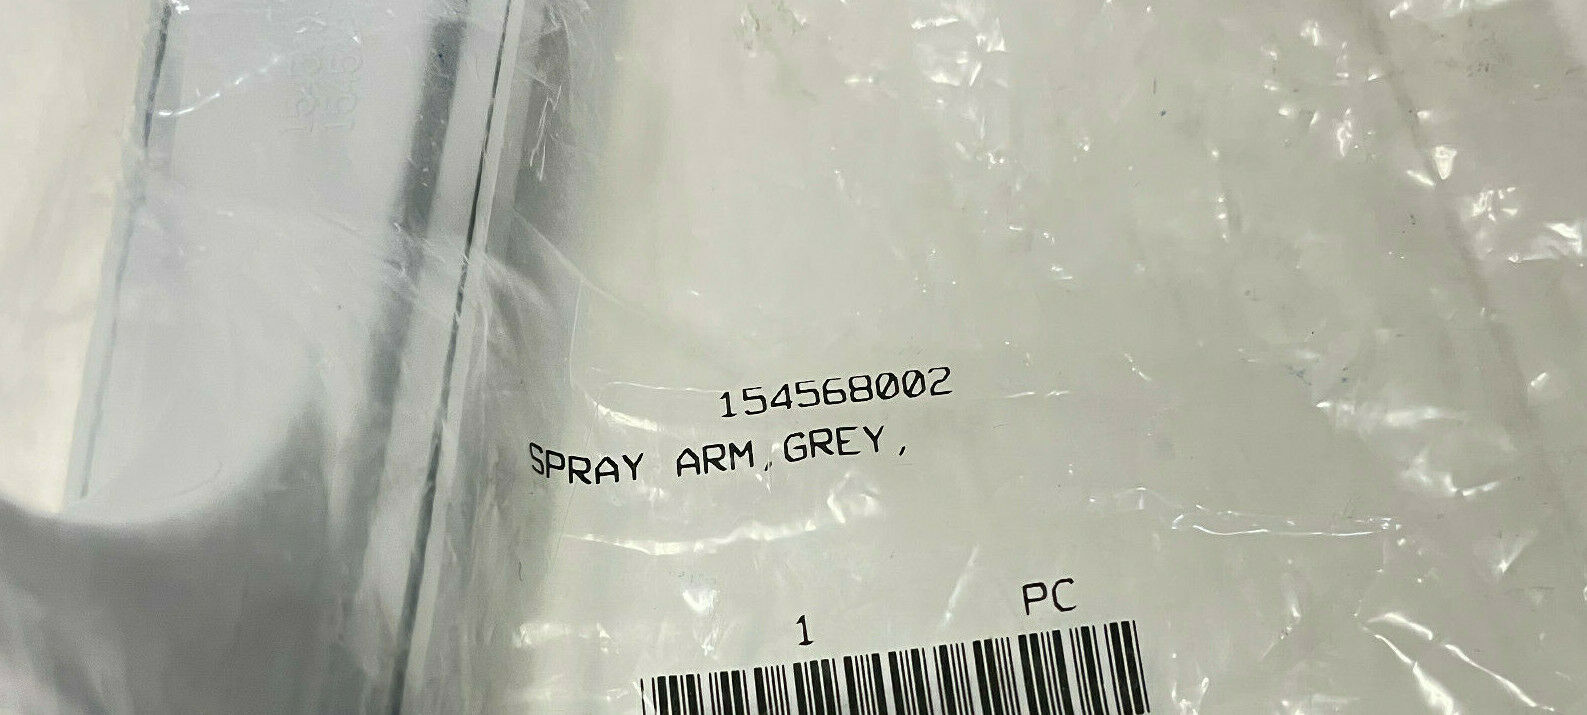 154568002
SPRAY ARM, GREY,
1 PC